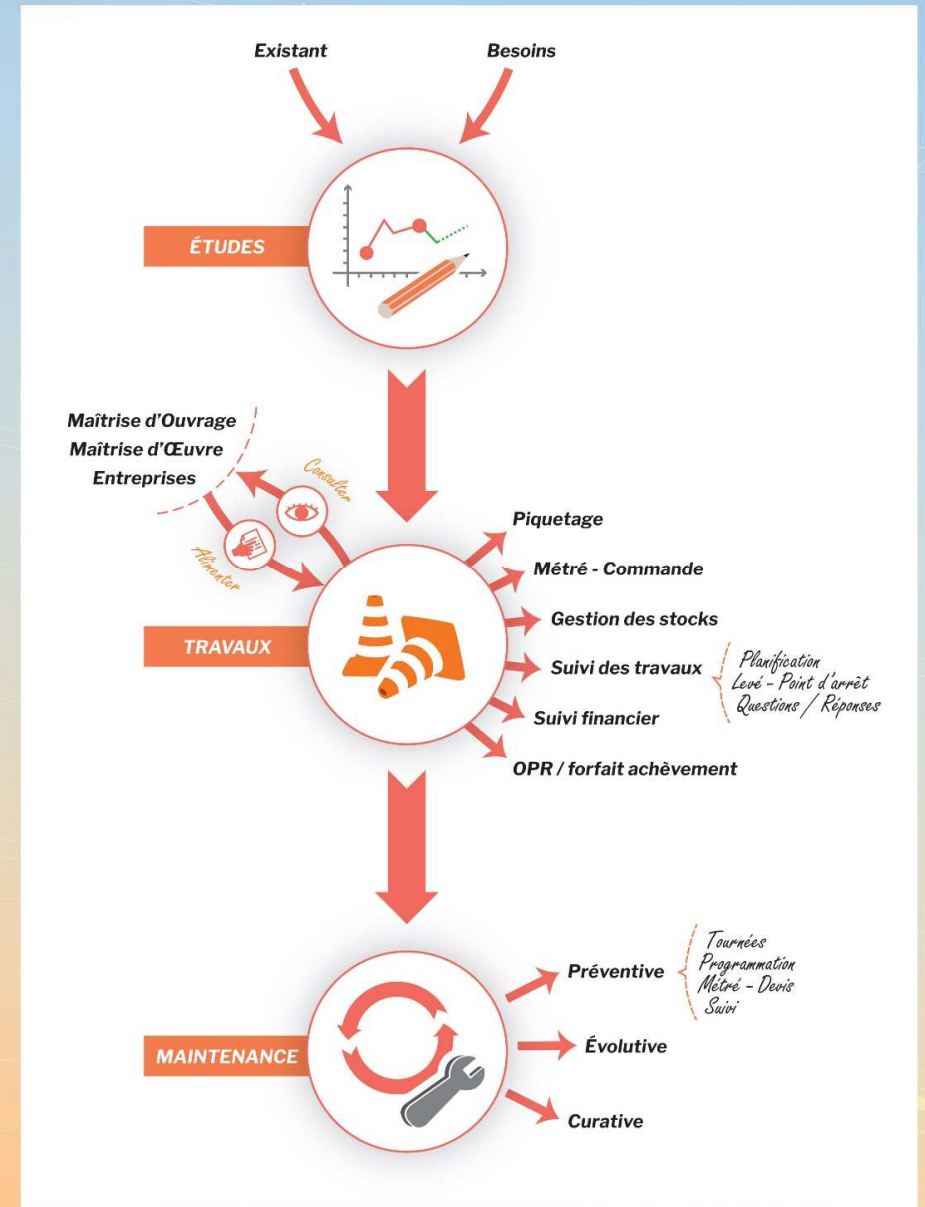 Existant
Besoins
ÉTUDES
Maîtrise d'Ouvrage
Maîtrise d'Œuvre
Entreprises
Consulter
Alimenter
TRAVAUX
Piquetage
Métré - Commande
Gestion des stocks
Suivi des travaux
Planification
Levé - Point d'arrêt
Questions / Réponses
Suivi financier
OPR / forfait achèvement
MAINTENANCE
Préventive
Tournées
Programmation
Métré - Devis
Suivi
Évolutive
Curative